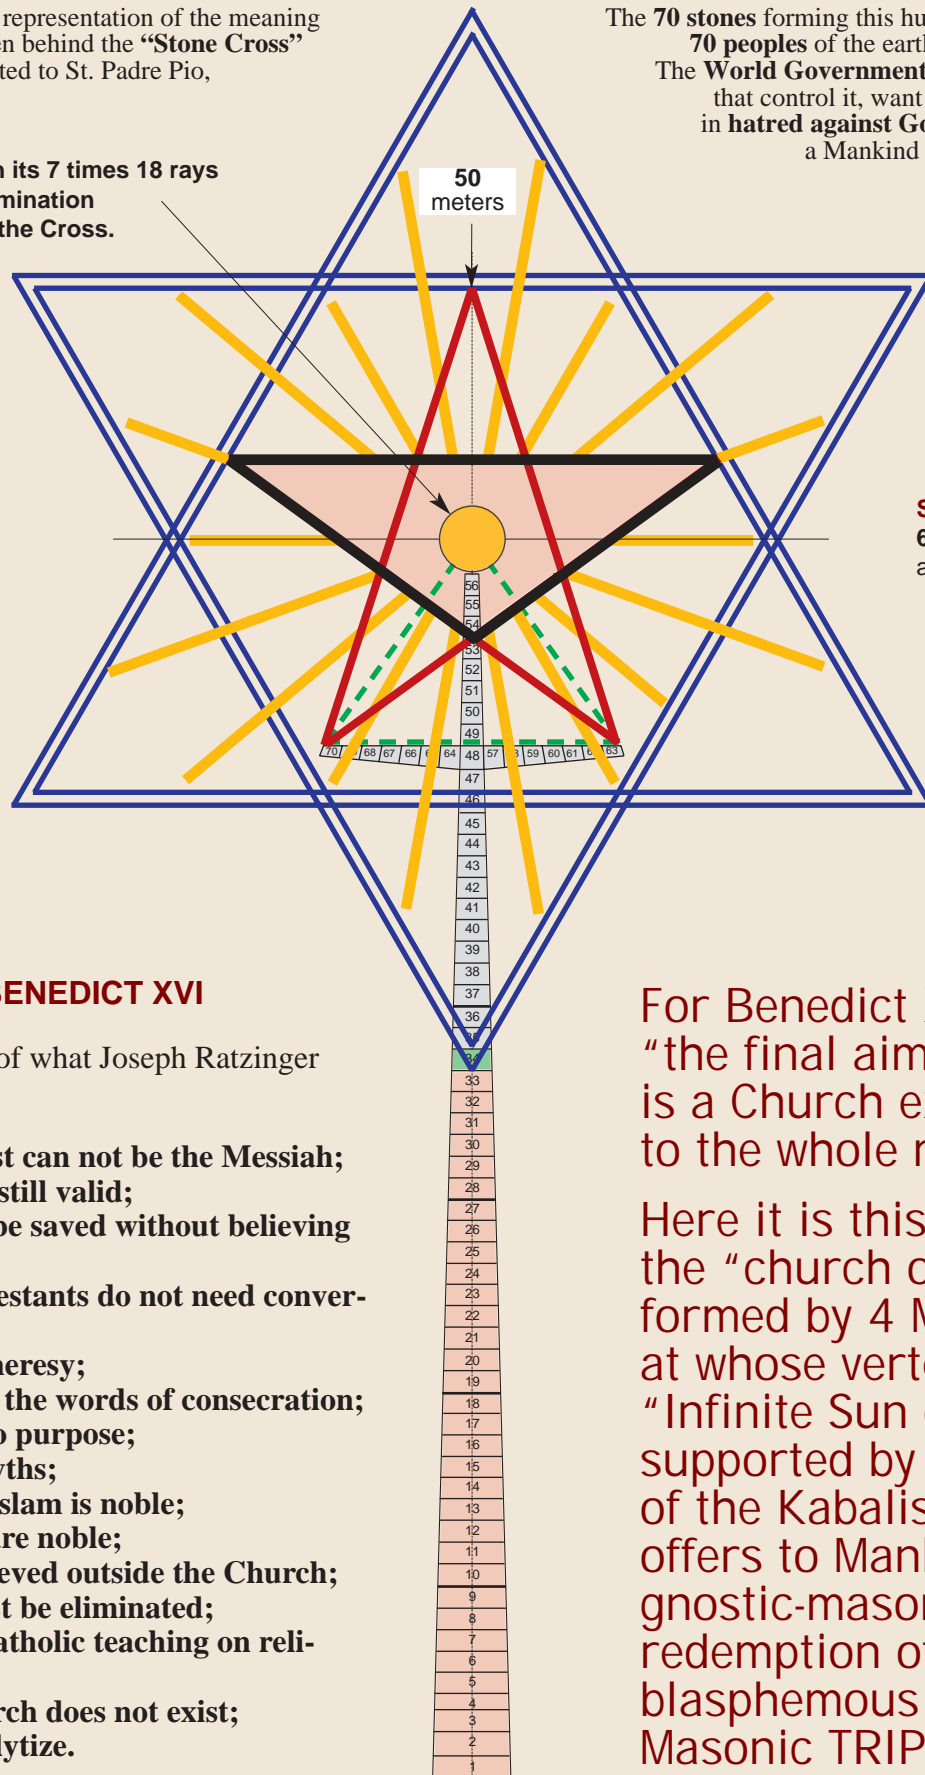 representation of the meaning
en behind the “Stone Cross”
ted to St. Padre Pio,
The 70 stones forming this hu
70 peoples of the earth
The World Government
that control it, want
in hatred against Go
a Mankind
n its 7 times 18 rays
mination
the Cross.
50
meters
S
6
a
56
55
54
53
52
51
50
49
70 68 67 66 64 48 57 59 60 61 63
47
46
45
44
43
42
41
40
39
38
37
36
35
34
33
32
31
30
29
28
27
26
25
24
23
22
21
20
19
18
17
16
15
14
13
12
11
10
9
8
7
6
5
4
3
2
1
BENEDICT XVI
of what Joseph Ratzinger
st can not be the Messiah;
still valid;
be saved without believing
estants do not need conver-
heresy;
the words of consecration;
o purpose;
yths;
slam is noble;
are noble;
eved outside the Church;
t be eliminated;
atholic teaching on reli-
rch does not exist;
lytize.
For Benedict
“the final aim
is a Church e
to the whole
Here it is this
the “church o
formed by 4 M
at whose verte
“Infinite Sun
supported by
of the Kabalis
offers to Man
gnostic-mason
redemption of
blasphemous
Masonic TRIP